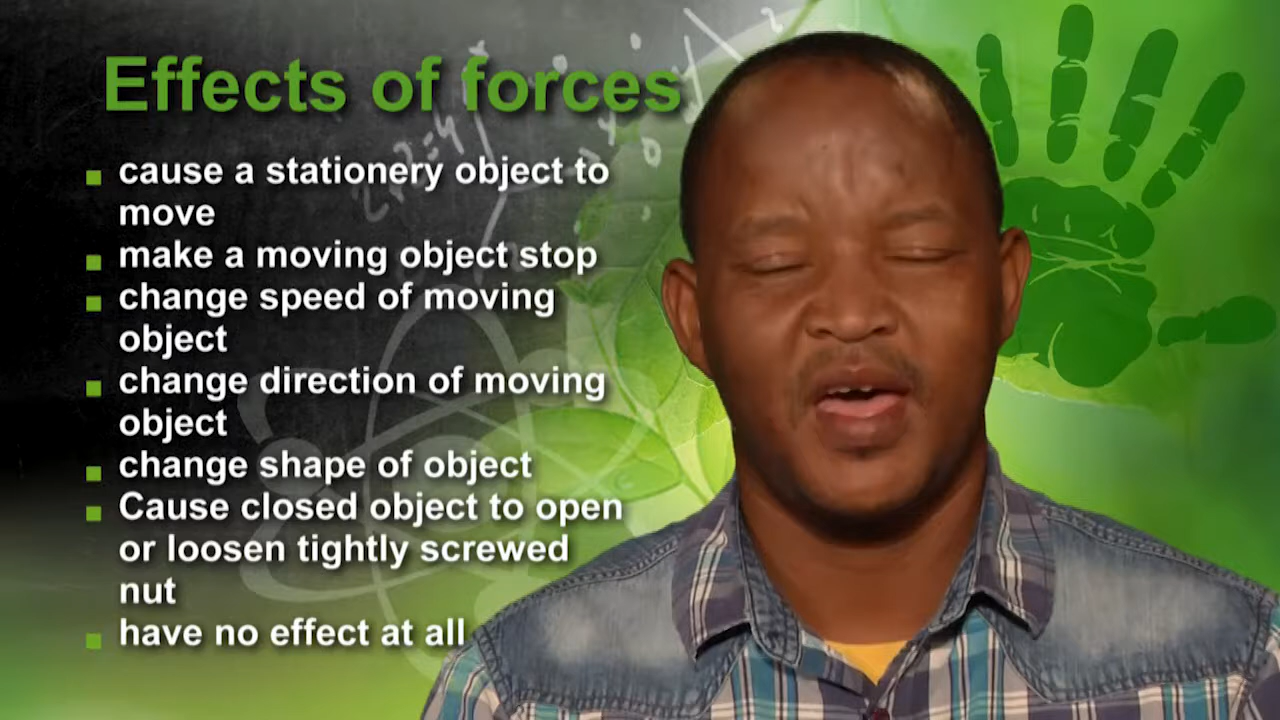 Effects of forces
cause a stationery object to
move
make a moving object stop
change speed of moving
object
change direction of moving
object
change shape of object
Cause closed object to open
or loosen tightly screwed
nut
have no effect at all